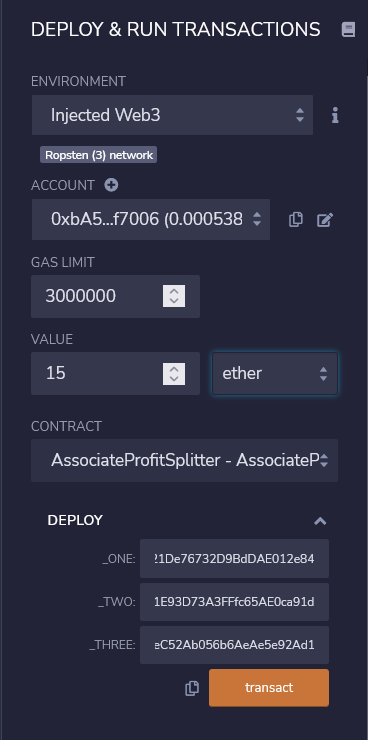 DEPLOY & RUN TRANSACTIONS
ENVIRONMENT
Injected Web3
Ropsten (3) network
ACCOUNT
0xbA5...f7006 (0.000538
GAS LIMIT
3000000
VALUE
15 ether
CONTRACT
AssociateProfitSplitter - AssociateP
DEPLOY
_ONE: 21De76732D9BdDAE012e84
_TWO: 1E93D73A3FFfc65AE0ca91d
_THREE: eC52Ab056b6AeAe5e92Ad1
transact